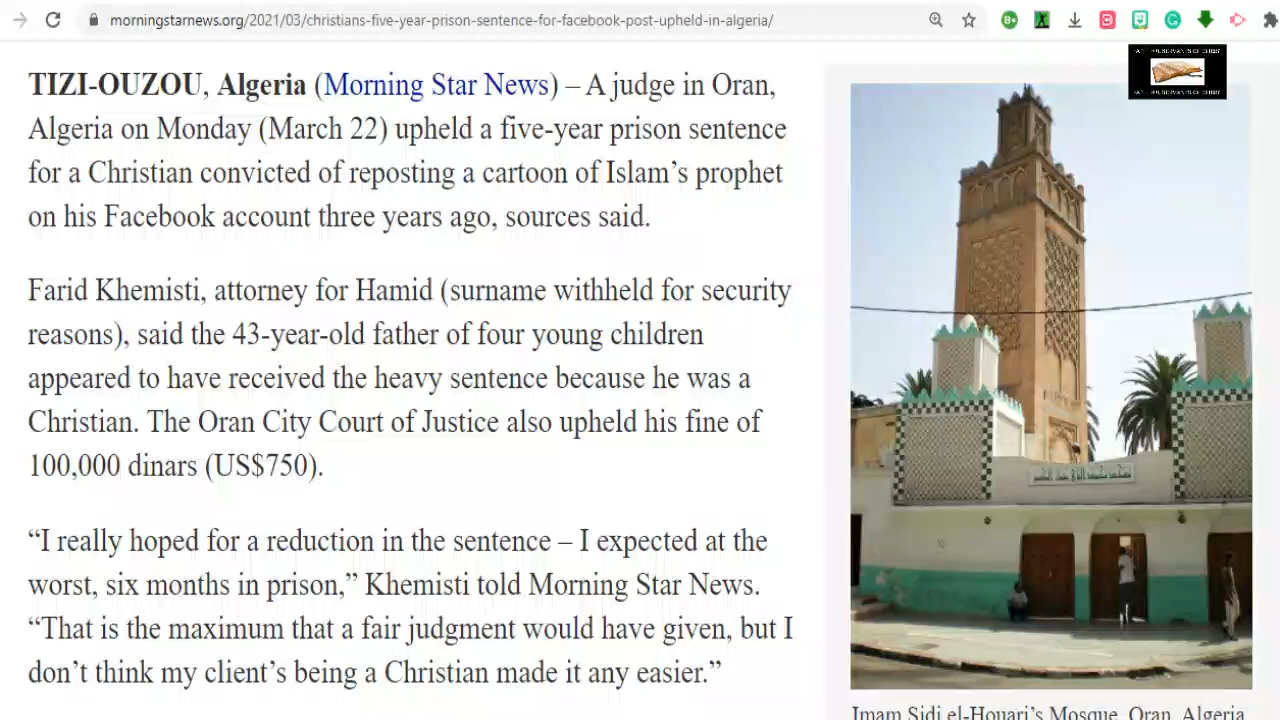 morningstarnews.org/2021/03/christians-five-year-prison-sentence-for-facebook-post-upheld-in-algeria/
TIZI-OUZOU, Algeria (Morning Star News) – A judge in Oran,
Algeria on Monday (March 22) upheld a five-year prison sentence
for a Christian convicted of reposting a cartoon of Islam’s prophet
on his Facebook account three years ago, sources said.
Farid Khemisti, attorney for Hamid (surname withheld for security
reasons), said the 43-year-old father of four young children
appeared to have received the heavy sentence because he was a
Christian. The Oran City Court of Justice also upheld his fine of
100,000 dinars (US$750).
“I really hoped for a reduction in the sentence – I expected at the
worst, six months in prison,” Khemisti told Morning Star News.
“That is the maximum that a fair judgment would have given, but I
don’t think my client’s being a Christian made it any easier.”
Imam Sidi el-Houari’s Mosque, Oran, Algeria